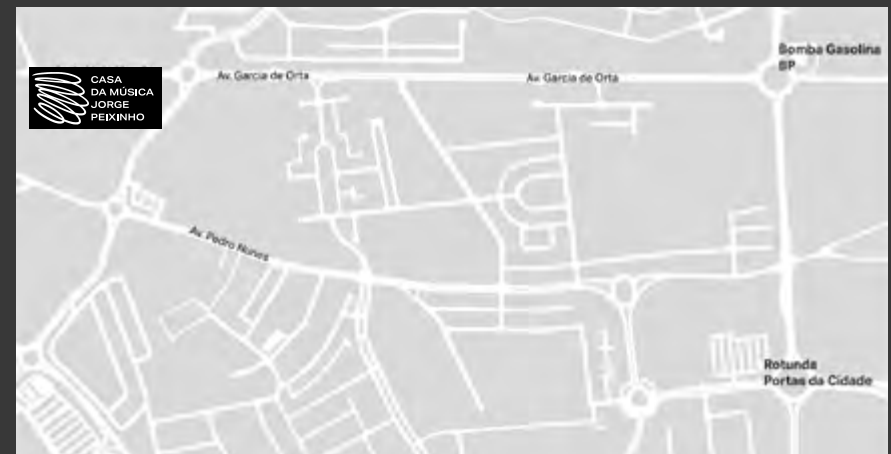 CASA
DA MÚSICA
JORGE
PEIXINHO
Av. Garcia de Orta
Av. Garcia de Orta
Bomba Gasolina
BP
Av. Pedro Nunes
Rotunda
Portas da Cidade